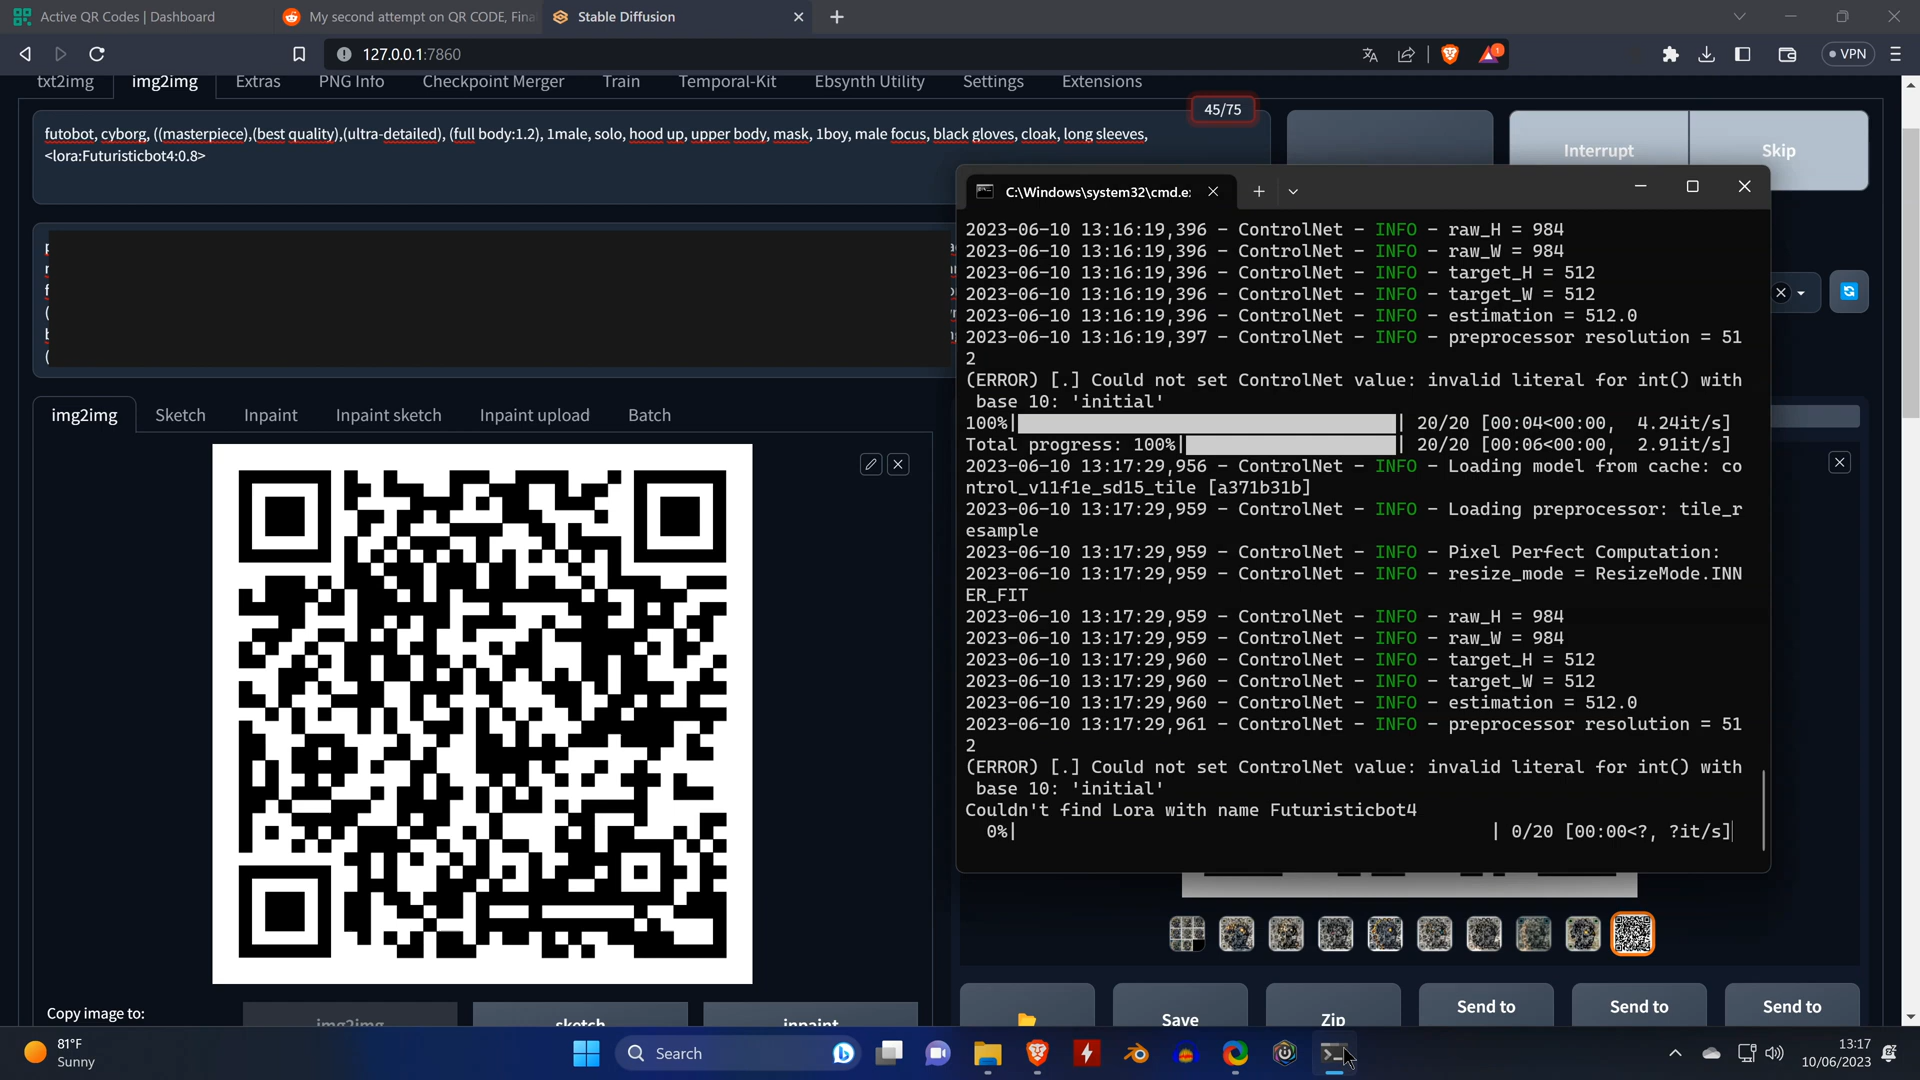 Active QR Codes | Dashboard
My second attempt on QR CODE, Fina
Stable Diffusion
127.0.0.1:7860
1
VPN
txt2img
img2img
Extras
PNG Info
Checkpoint Merger
Train
Temporal-Kit
Ebsynth Utility
Settings
Extensions
45/75
futobot, cyborg, ((masterpiece),(best quality),(ultra-detailed), (full body:1.2), 1male, solo, hood up, upper body, mask, 1boy, male focus, black gloves, cloak, long sleeves,
<lora:Futuristicbot4:0.8>
Interrupt
Skip
C:\Windows\system32\cmd.e:
2023-06-10 13:16:19,396 - ControlNet - INFO - raw_H = 984
2023-06-10 13:16:19,396 - ControlNet - INFO - raw_W = 984
2023-06-10 13:16:19,396 - ControlNet - INFO - target_H = 512
2023-06-10 13:16:19,396 - ControlNet - INFO - target_W = 512
2023-06-10 13:16:19,396 - ControlNet - INFO - estimation = 512.0
2023-06-10 13:16:19,397 - ControlNet - INFO - preprocessor resolution = 51
2
(ERROR) [.] Could not set ControlNet value: invalid literal for int() with
base 10: 'initial'
100%| | 20/20 [00:04<00:00, 4.24it/s]
Total progress: 100%| | 20/20 [00:06<00:00, 2.91it/s]
2023-06-10 13:17:29,956 - ControlNet - INFO - Loading model from cache: co
ntrol_v11f1e_sd15_tile [a371b31b]
2023-06-10 13:17:29,959 - ControlNet - INFO - Loading preprocessor: tile_r
esample
2023-06-10 13:17:29,959 - ControlNet - INFO - Pixel Perfect Computation:
2023-06-10 13:17:29,959 - ControlNet - INFO - resize_mode = ResizeMode.INN
ER_FIT
2023-06-10 13:17:29,959 - ControlNet - INFO - raw_H = 984
2023-06-10 13:17:29,959 - ControlNet - INFO - raw_W = 984
2023-06-10 13:17:29,960 - ControlNet - INFO - target_H = 512
2023-06-10 13:17:29,960 - ControlNet - INFO - target_W = 512
2023-06-10 13:17:29,960 - ControlNet - INFO - estimation = 512.0
2023-06-10 13:17:29,961 - ControlNet - INFO - preprocessor resolution = 51
2
(ERROR) [.] Could not set ControlNet value: invalid literal for int() with
base 10: 'initial'
Couldn't find Lora with name Futuristicbot4
0%| | 0/20 [00:00<?, ?it/s]
img2img
Sketch
Inpaint
Inpaint sketch
Inpaint upload
Batch
Copy image to:
img2img
sketch
inpaint
Save
Zip
Send to
Send to
Send to
81°F
Sunny
Search
13:17
10/06/2023